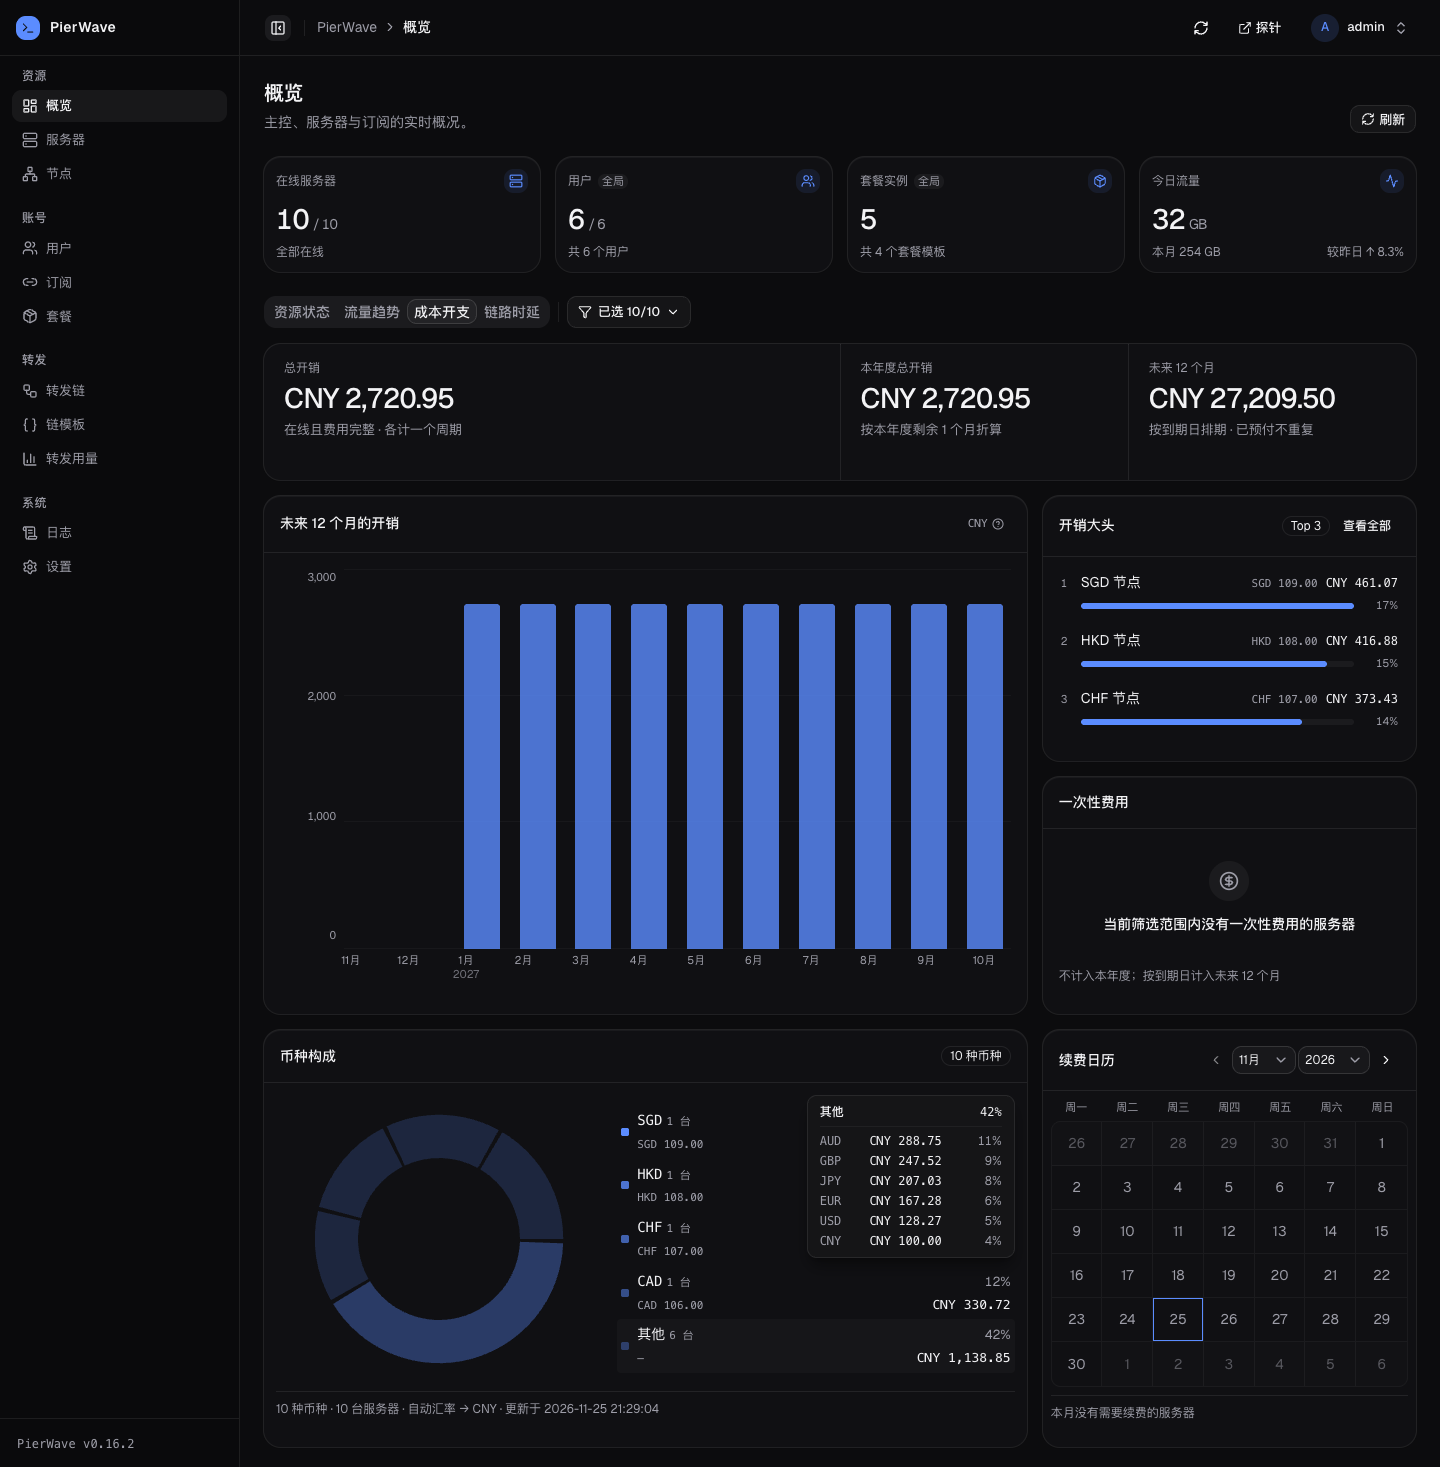 PierWave
PierWave > 概览
探针
A admin
资源
概览
服务器
节点
账号
用户
订阅
套餐
转发
转发链
链模板
转发用量
系统
日志
设置
PierWave v0.16.2
概览
主控、服务器与订阅的实时概况。
刷新
在线服务器
10 / 10
全部在线
用户 全局
6 / 6
共 6 个用户
套餐实例 全局
5
共 4 个套餐模板
今日流量
32 GB
本月 254 GB 较昨日 ↑ 8.3%
资源状态 流量趋势 成本开支 链路时延 已选 10/10
总开销
CNY 2,720.95
在线且费用完整 · 各计一个周期
本年度总开销
CNY 2,720.95
按本年度剩余 1 个月折算
未来 12 个月
CNY 27,209.50
按到期日排期 · 已预付不重复
未来 12 个月的开销 CNY
3,000
2,000
1,000
0
11月 12月 1月 2月 3月 4月 5月 6月 7月 8月 9月 10月
2027
开销大头 Top 3 查看全部
1 SGD 节点 SGD 109.00 CNY 461.07
17%
2 HKD 节点 HKD 108.00 CNY 416.88
15%
3 CHF 节点 CHF 107.00 CNY 373.43
14%
一次性费用
当前筛选范围内没有一次性费用的服务器
不计入本年度；按到期日计入未来 12 个月
币种构成 10 种币种
SGD 1 台
SGD 109.00
HKD 1 台
HKD 108.00
CHF 1 台
CHF 107.00
CAD 1 台 12%
CAD 106.00 CNY 330.72
其他 6 台 42%
— CNY 1,138.85
其他 42%
AUD CNY 288.75 11%
GBP CNY 247.52 9%
JPY CNY 207.03 8%
EUR CNY 167.28 6%
USD CNY 128.27 5%
CNY CNY 100.00 4%
10 种币种 · 10 台服务器 · 自动汇率 → CNY · 更新于 2026-11-25 21:29:04
续费日历 11月 2026
周一 周二 周三 周四 周五 周六 周日
26 27 28 29 30 31 1
2 3 4 5 6 7 8
9 10 11 12 13 14 15
16 17 18 19 20 21 22
23 24 25 26 27 28 29
30 1 2 3 4 5 6
本月没有需要续费的服务器